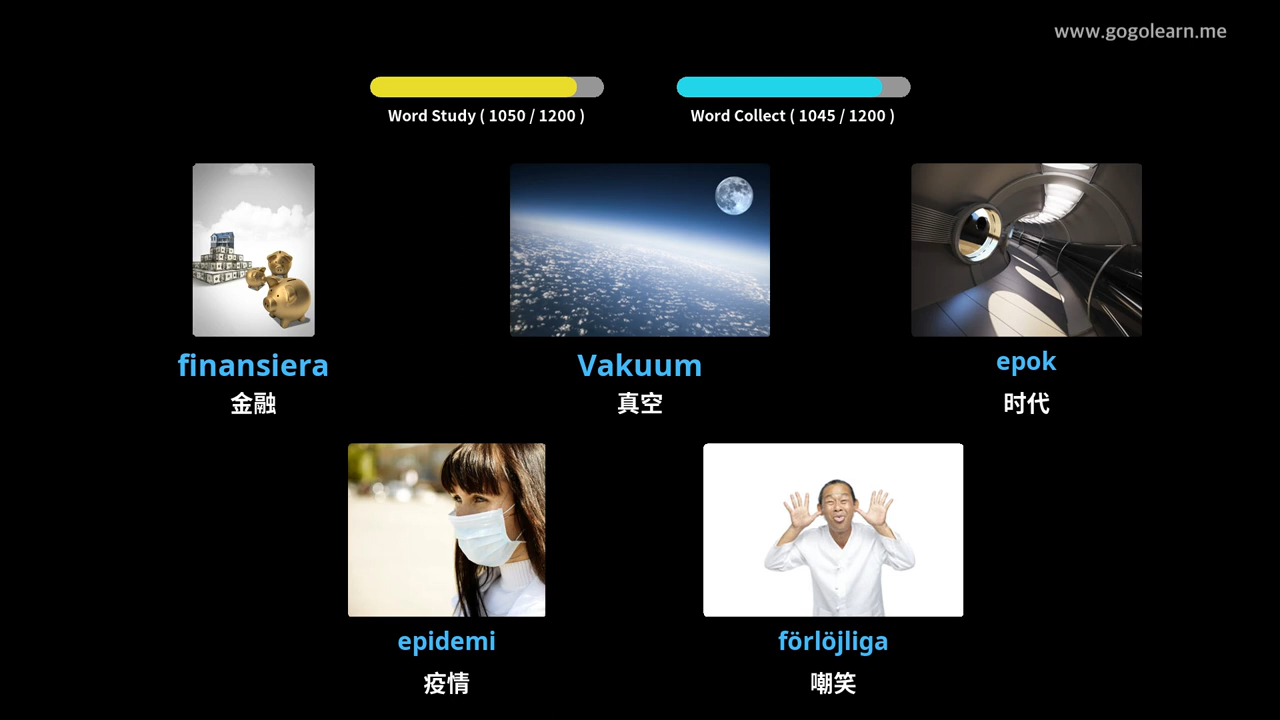 www.gogolearn.me
Word Study ( 1050 / 1200 )
Word Collect ( 1045 / 1200 )
finansiera
金融
Vakuum
真空
epok
时代
epidemi
疫情
förlöjliga
嘲笑